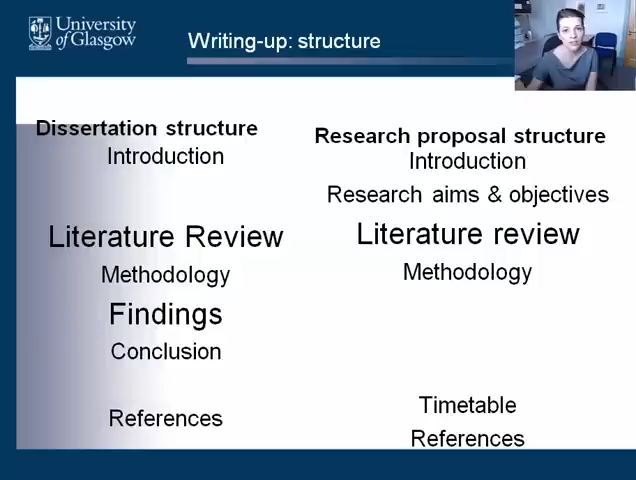 University
of Glasgow
Writing-up: structure
Dissertation structure
Introduction
Literature Review
Methodology
Findings
Conclusion
References
Research proposal structure
Introduction
Research aims & objectives
Literature review
Methodology
Timetable
References